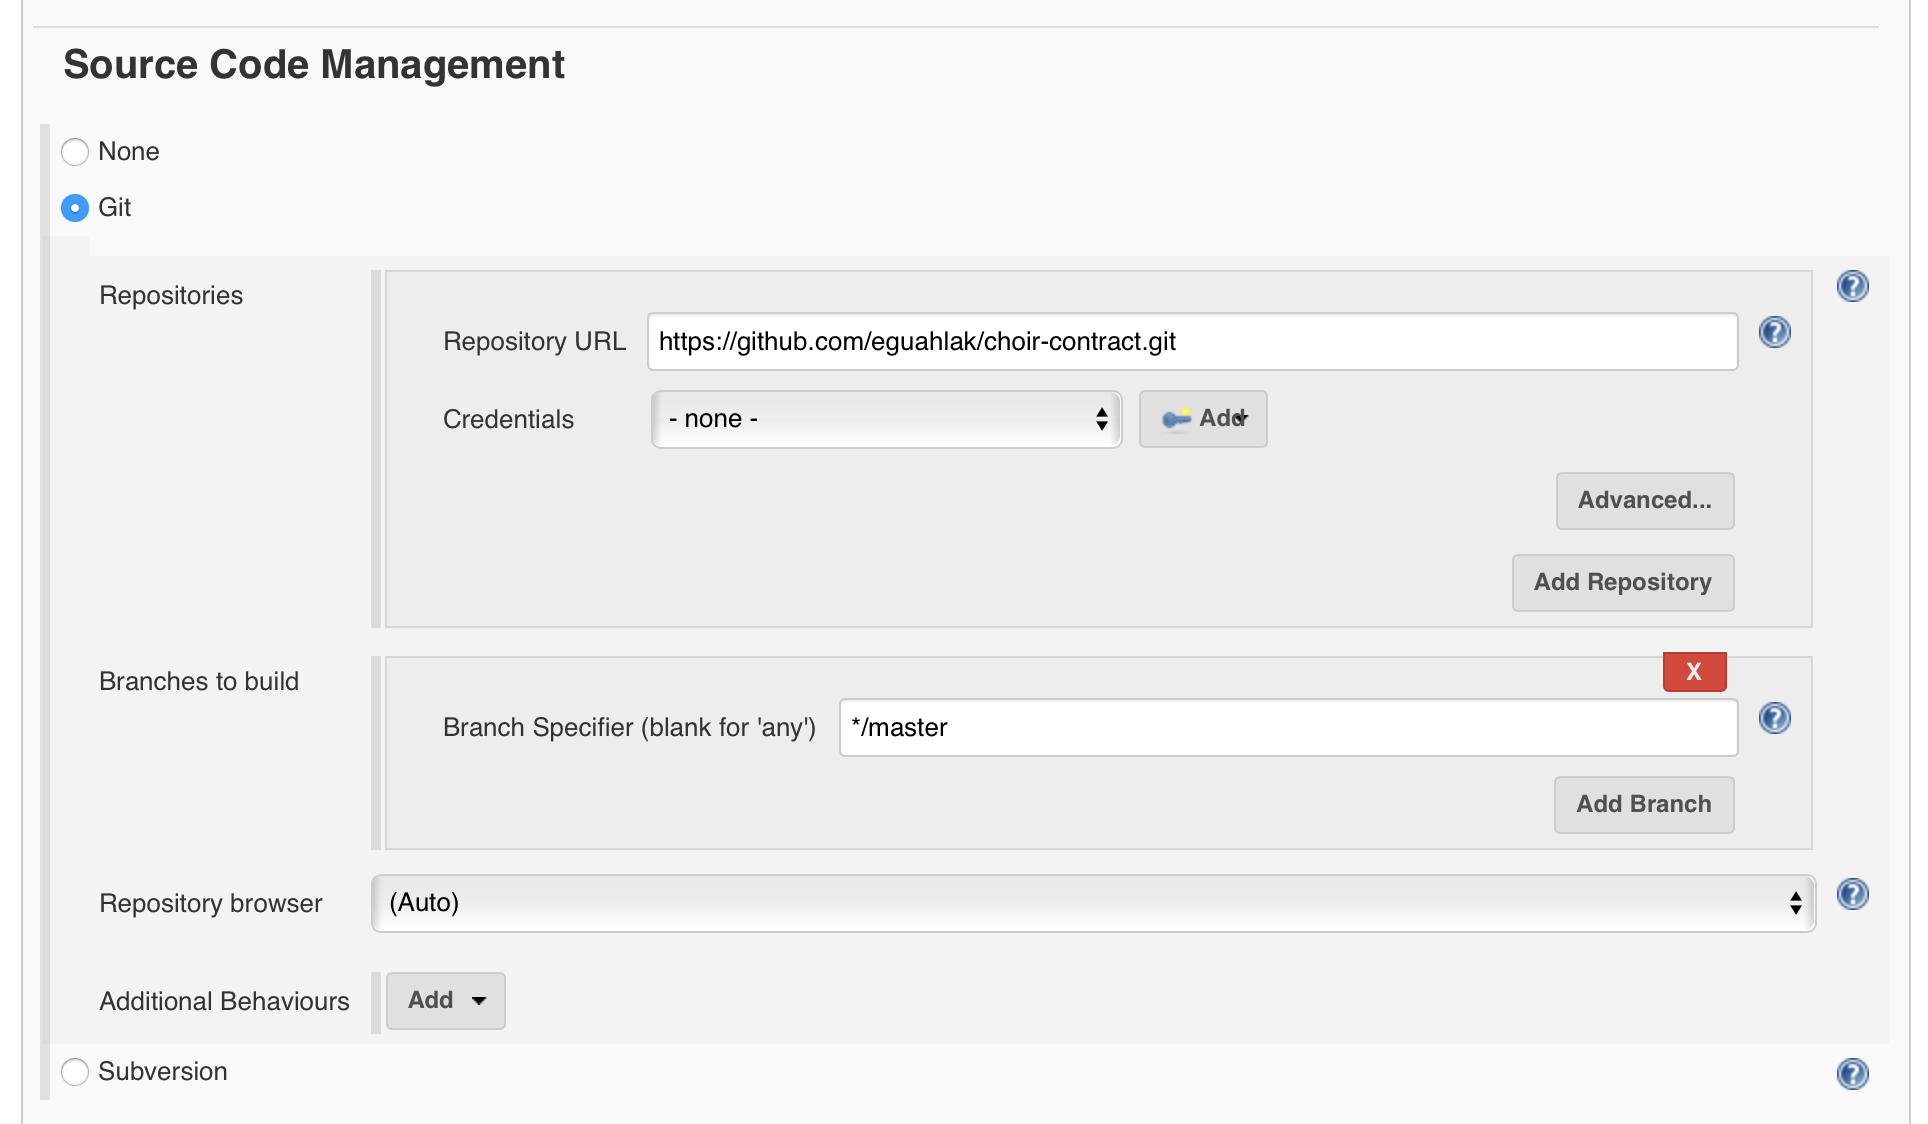 Source Code Management
None
Git
Repositories
Repository URL https://github.com/eguahlak/choir-contract.git
Credentials - none - Add
Advanced...
Add Repository
X
Branches to build
Branch Specifier (blank for 'any') */master
Add Branch
Repository browser (Auto)
Additional Behaviours Add
Subversion